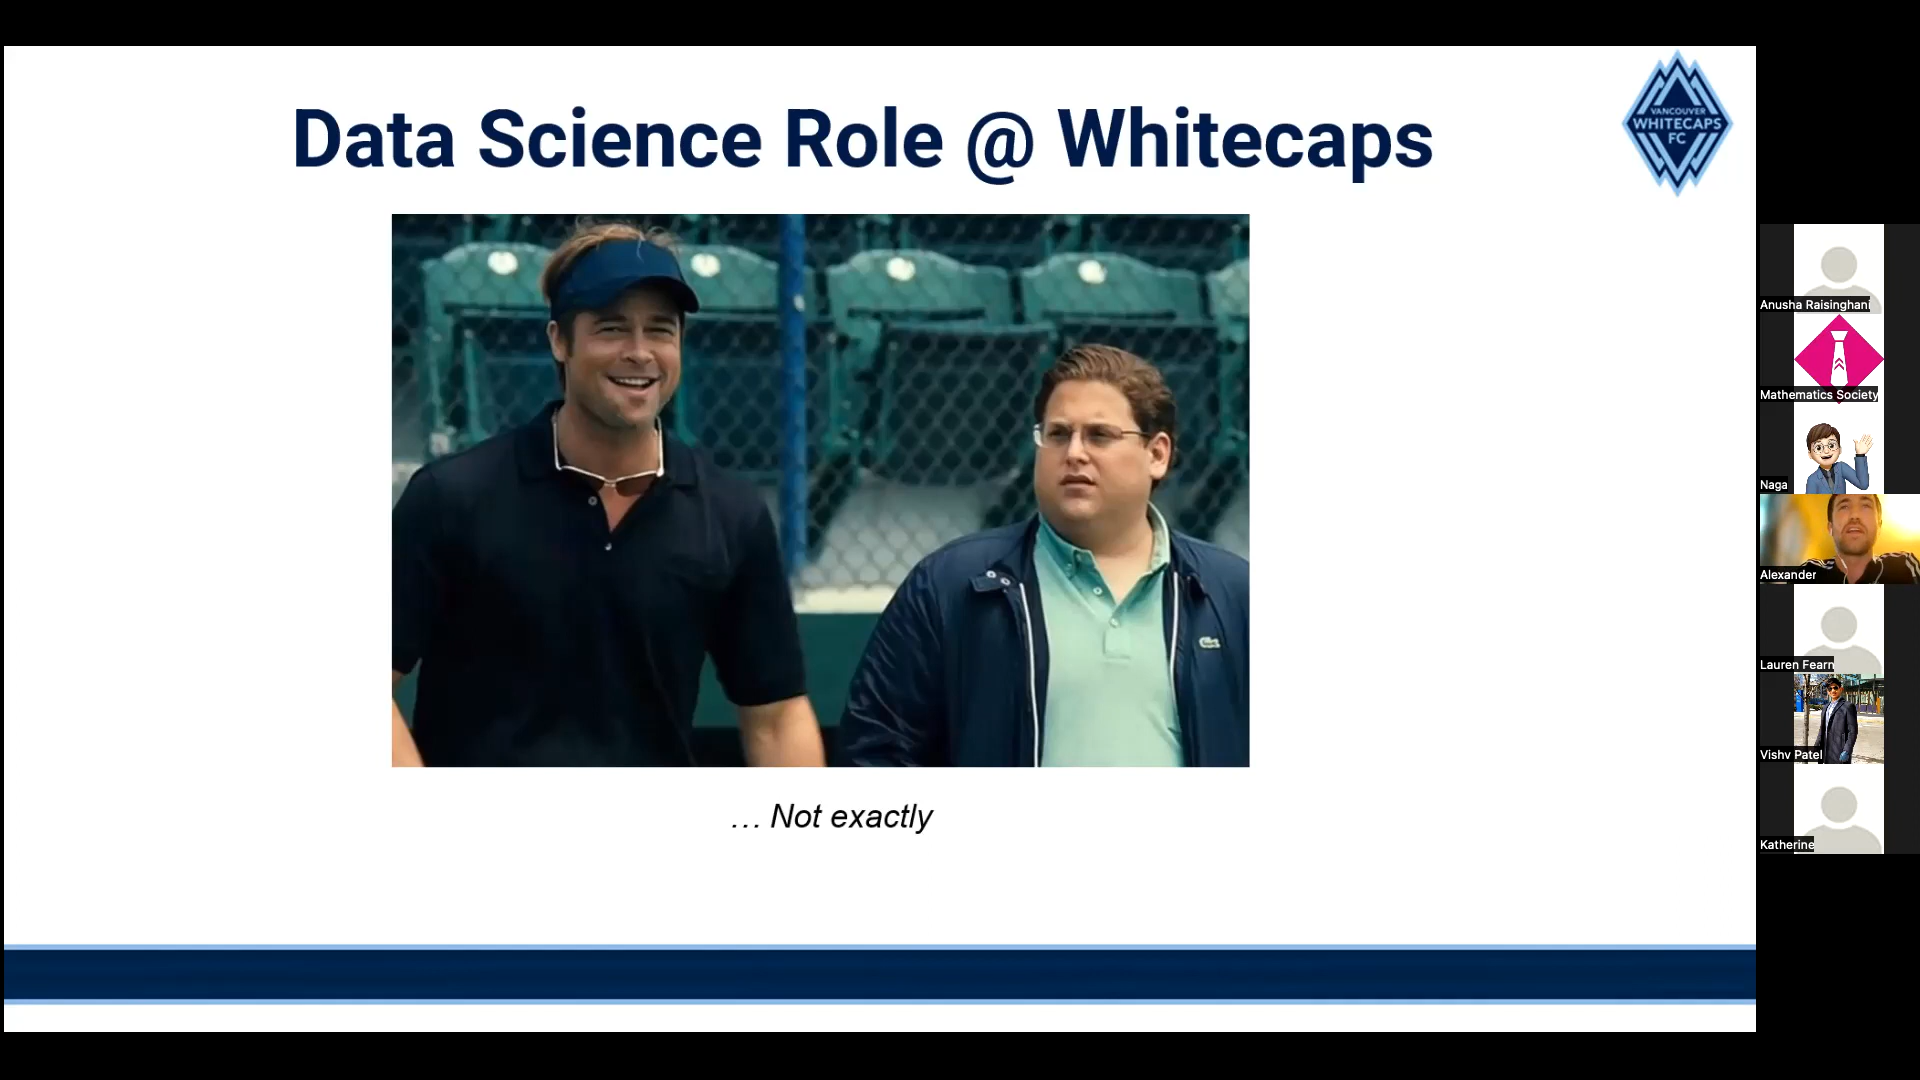 Data Science Role @ Whitecaps
VANCOUVER
WHITECAPS
FC
… Not exactly
Anusha Raisinghani
Mathematics Society
Naga
Alexander
Lauren Fearn
Vishv Patel
Katherine